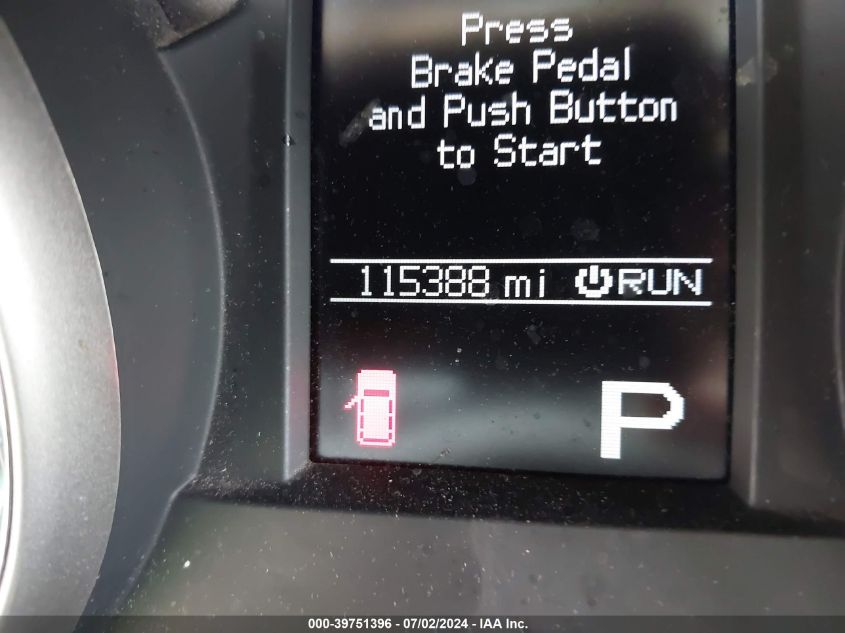 Press
Brake Pedal
and Push Button
to Start
115388 mi RUN
P
000-39751396 - 07/02/2024 - IAA Inc.